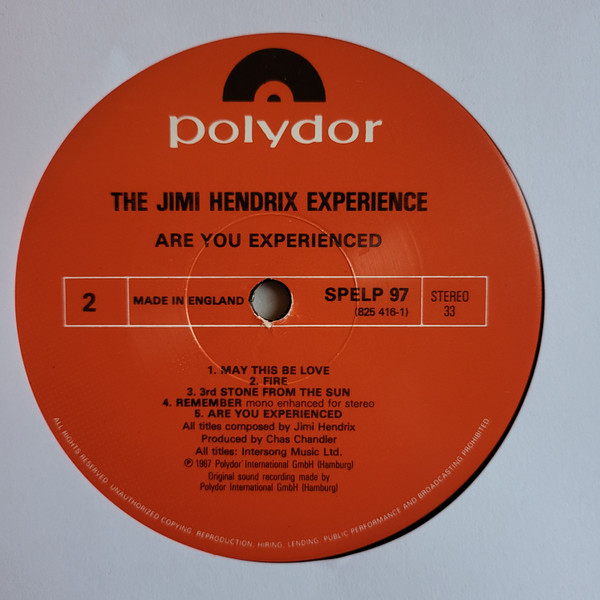 polydor
THE JIMI HENDRIX EXPERIENCE
ARE YOU EXPERIENCED
2
MADE IN ENGLAND
SPELP 97
(825 416-1)
STEREO
33
1. MAY THIS BE LOVE
2. FIRE
3. 3rd STONE FROM THE SUN
4. REMEMBER mono enhanced for stereo
5. ARE YOU EXPERIENCED
All titles composed by Jimi Hendrix
Produced by Chas Chandler
All titles: Intersong Music Ltd.
℗ 1967 Polydor International GmbH (Hamburg)
Original sound recording made by
Polydor International GmbH (Hamburg)
ALL RIGHTS RESERVED. UNAUTHORIZED COPYING, REPRODUCTION, HIRING, LENDING, PUBLIC PERFORMANCE AND BROADCASTING PROHIBITED.